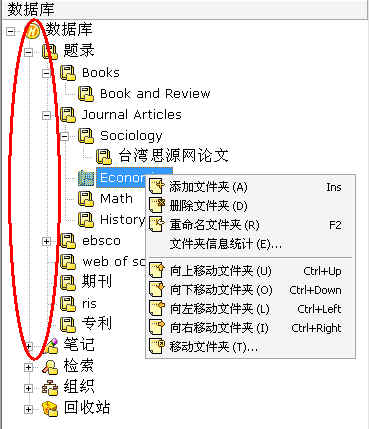 数据库
数据库
题录
Books
Book and Review
Journal Articles
Sociology
台湾思源网论文
Econom
Math
History
ebsco
web of sc
期刊
ris
专利
笔记
检索
组织
回收站
添加文件夹 (A) Ins
删除文件夹 (D)
重命名文件夹 (R) F2
文件夹信息统计 (E)...
向上移动文件夹 (U) Ctrl+Up
向下移动文件夹 (O) Ctrl+Down
向左移动文件夹 (L) Ctrl+Left
向右移动文件夹 (I) Ctrl+Right
移动文件夹 (T)...